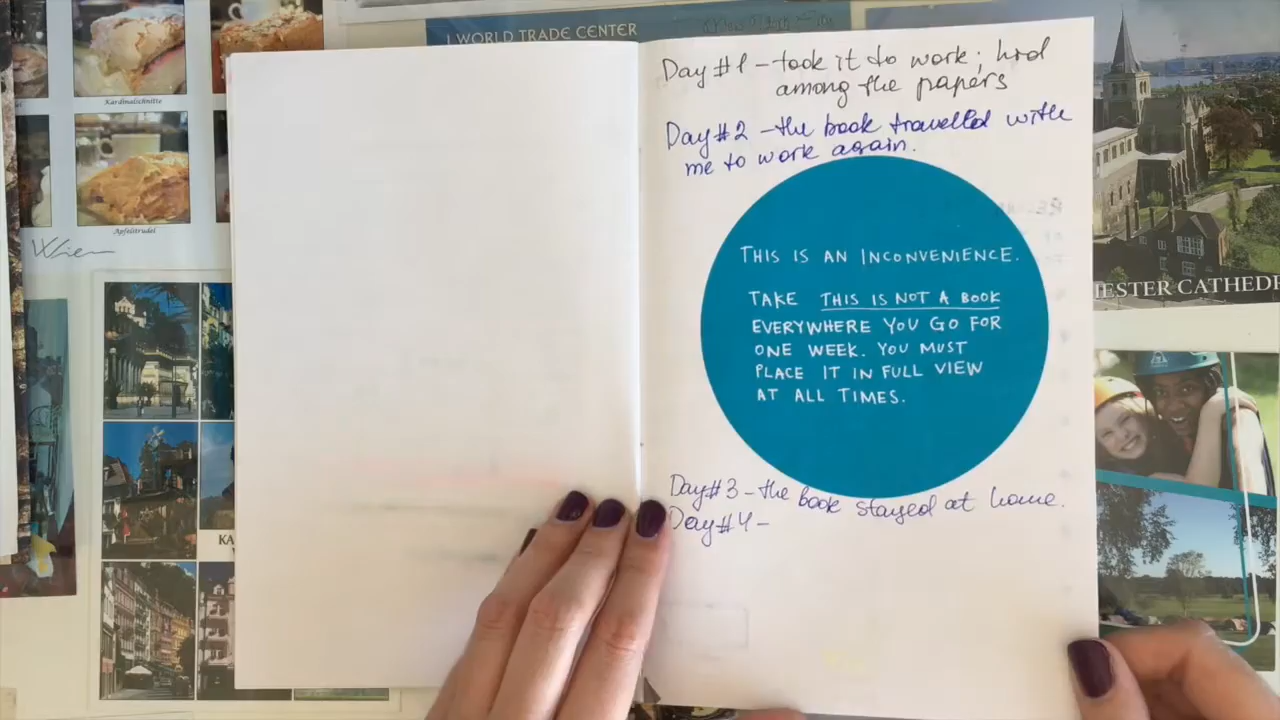 1 WORLD TRADE CENTER
Kardinalschnitte
Apfelstrudel
Wien
KA
Day #1 – took it to work; hid
among the papers
Day #2 – the book travelled with
me to work again.
THIS IS AN INCONVENIENCE.
TAKE THIS IS NOT A BOOK
EVERYWHERE YOU GO FOR
ONE WEEK. YOU MUST
PLACE IT IN FULL VIEW
AT ALL TIMES.
Day #3 – the book stayed at home.
Day #4 –
HESTER CATHEDR